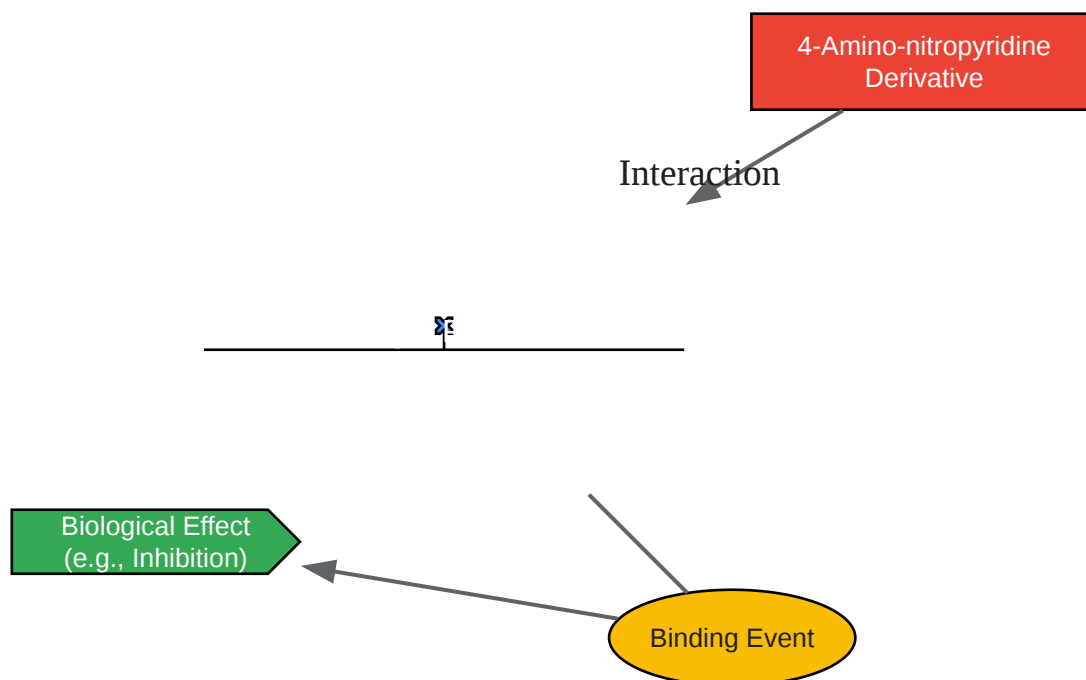 4-Amino-nitropyridine
Derivative
Interaction
Biological Effect
(e.g., Inhibition)
Binding Event